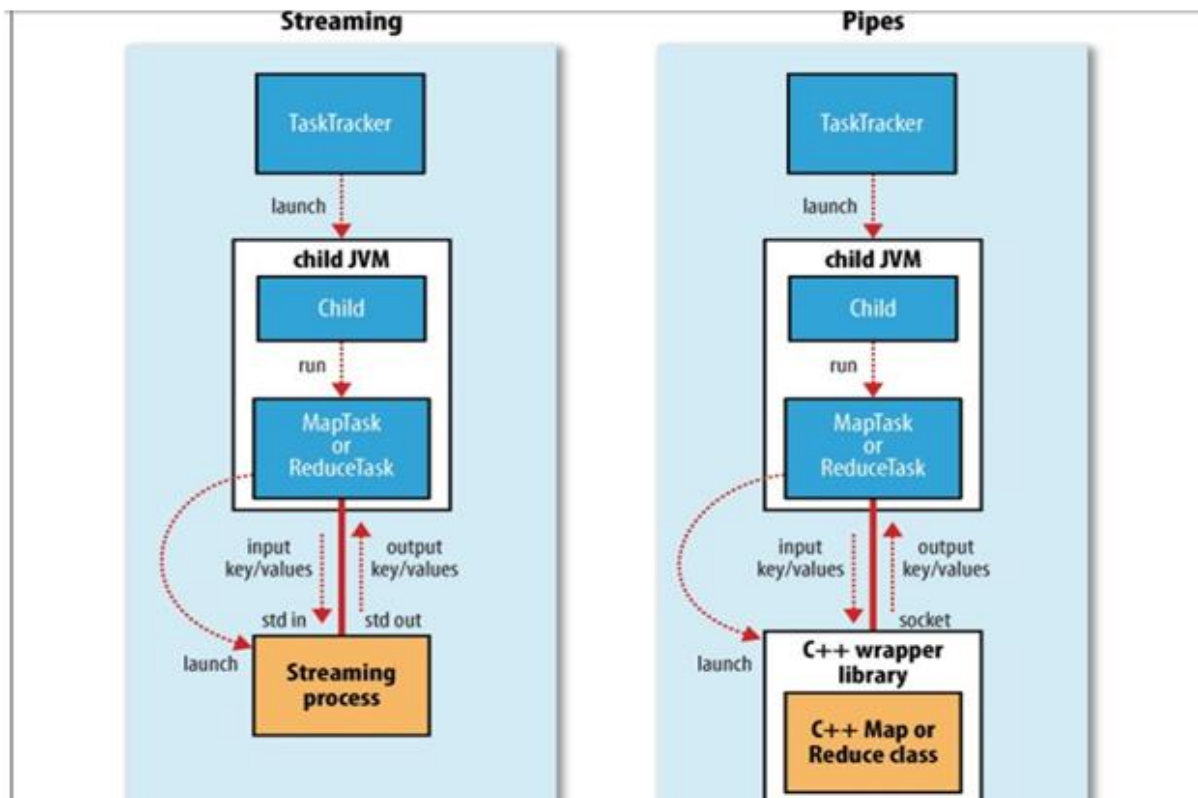 Streaming
TaskTracker
launch
child JVM
Child
run
MapTask
or
ReduceTask
input
key/values
output
key/values
std in
std out
launch
Streaming
process
Pipes
TaskTracker
launch
child JVM
Child
run
MapTask
or
ReduceTask
input
key/values
output
key/values
socket
launch
C++ wrapper
library
C++ Map or
Reduce class